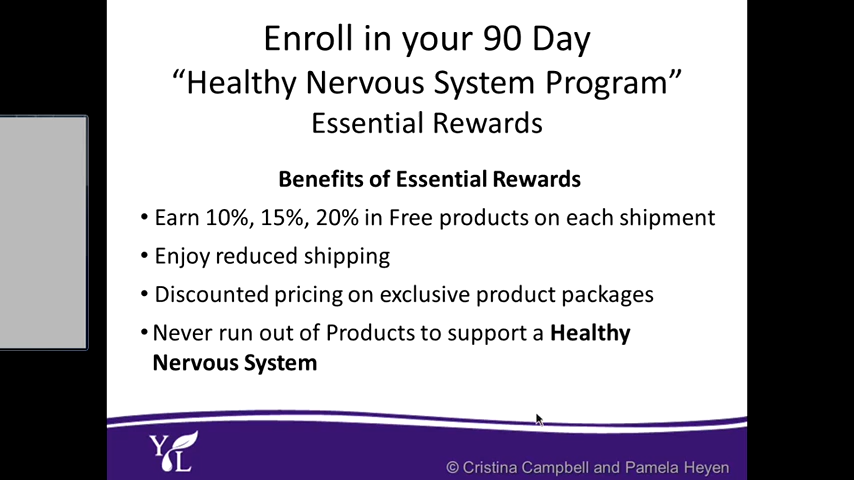 Enroll in your 90 Day
“Healthy Nervous System Program”
Essential Rewards
Benefits of Essential Rewards
• Earn 10%, 15%, 20% in Free products on each shipment
• Enjoy reduced shipping
• Discounted pricing on exclusive product packages
• Never run out of Products to support a Healthy
Nervous System
YL
© Cristina Campbell and Pamela Heyen